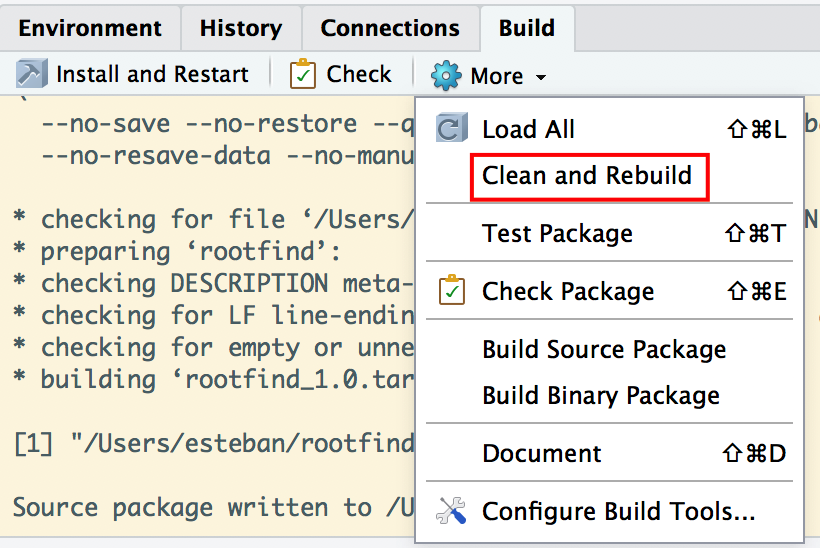 Environment History Connections Build
Install and Restart Check More
--no-save --no-restore --q
--no-resave-data --no-manu
* checking for file ‘/Users/
* preparing ‘rootfind’:
* checking DESCRIPTION meta-
* checking for LF line-endin
* checking for empty or unne
* building ‘rootfind_1.0.tar
[1] "/Users/esteban/rootfind
Source package written to /U
Load All ⇧⌘L
Clean and Rebuild
Test Package ⇧⌘T
Check Package ⇧⌘E
Build Source Package
Build Binary Package
Document ⇧⌘D
Configure Build Tools...